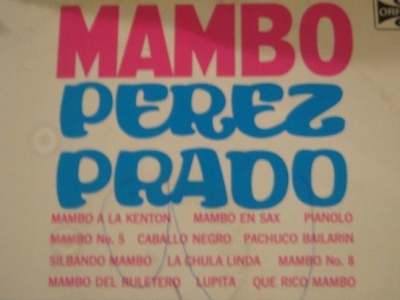 MAMBO
PEREZ
PRADO
MAMBO A LA KENTON MAMBO EN SAX PIANOLO
MAMBO No. 5 CABALLO NEGRO PACHUCO BAILARIN
SILBANDO MAMBO LA CHULA LINDA MAMBO No. 8
MAMBO DEL RULETERO LUPITA QUE RICO MAMBO